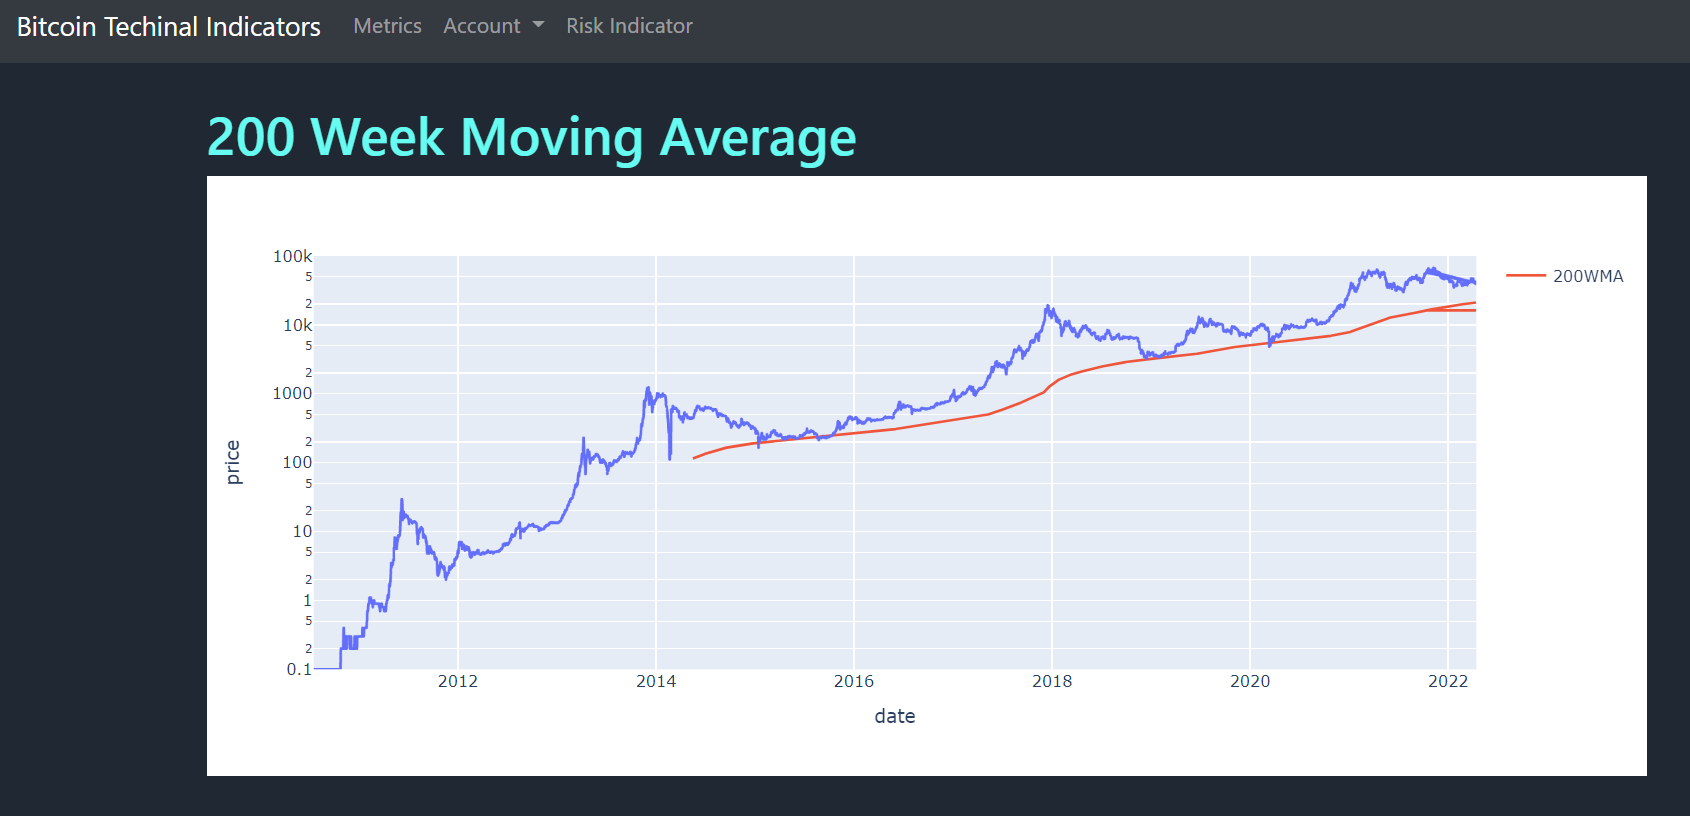 Bitcoin Techinal Indicators Metrics Account Risk Indicator
200 Week Moving Average
100k
5
2
10k
5
2
1000
5
2
100
5
2
10
5
2
1
5
2
0.1
price
200WMA
2012 2014 2016 2018 2020 2022
date